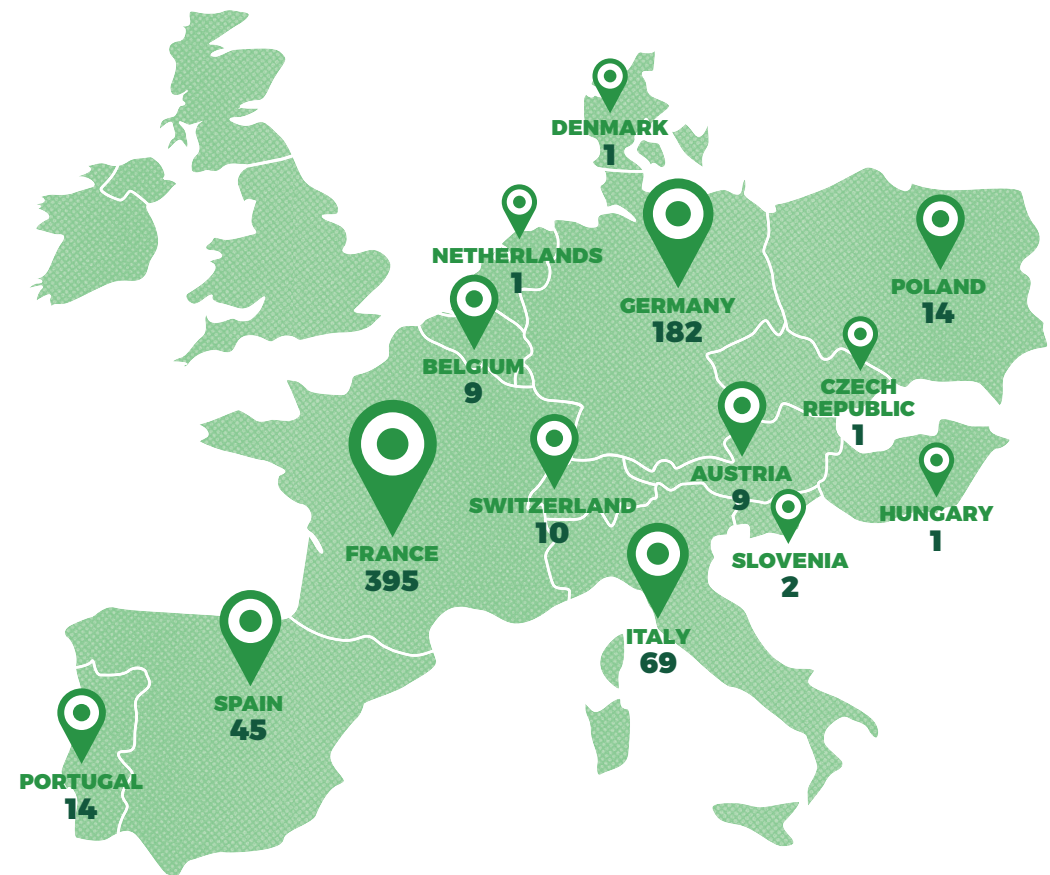 DENMARK
1
NETHERLANDS
1
GERMANY
182
POLAND
14
BELGIUM
9
CZECH
REPUBLIC
1
AUSTRIA
9
SWITZERLAND
10
HUNGARY
1
FRANCE
395
SLOVENIA
2
ITALY
69
SPAIN
45
PORTUGAL
14